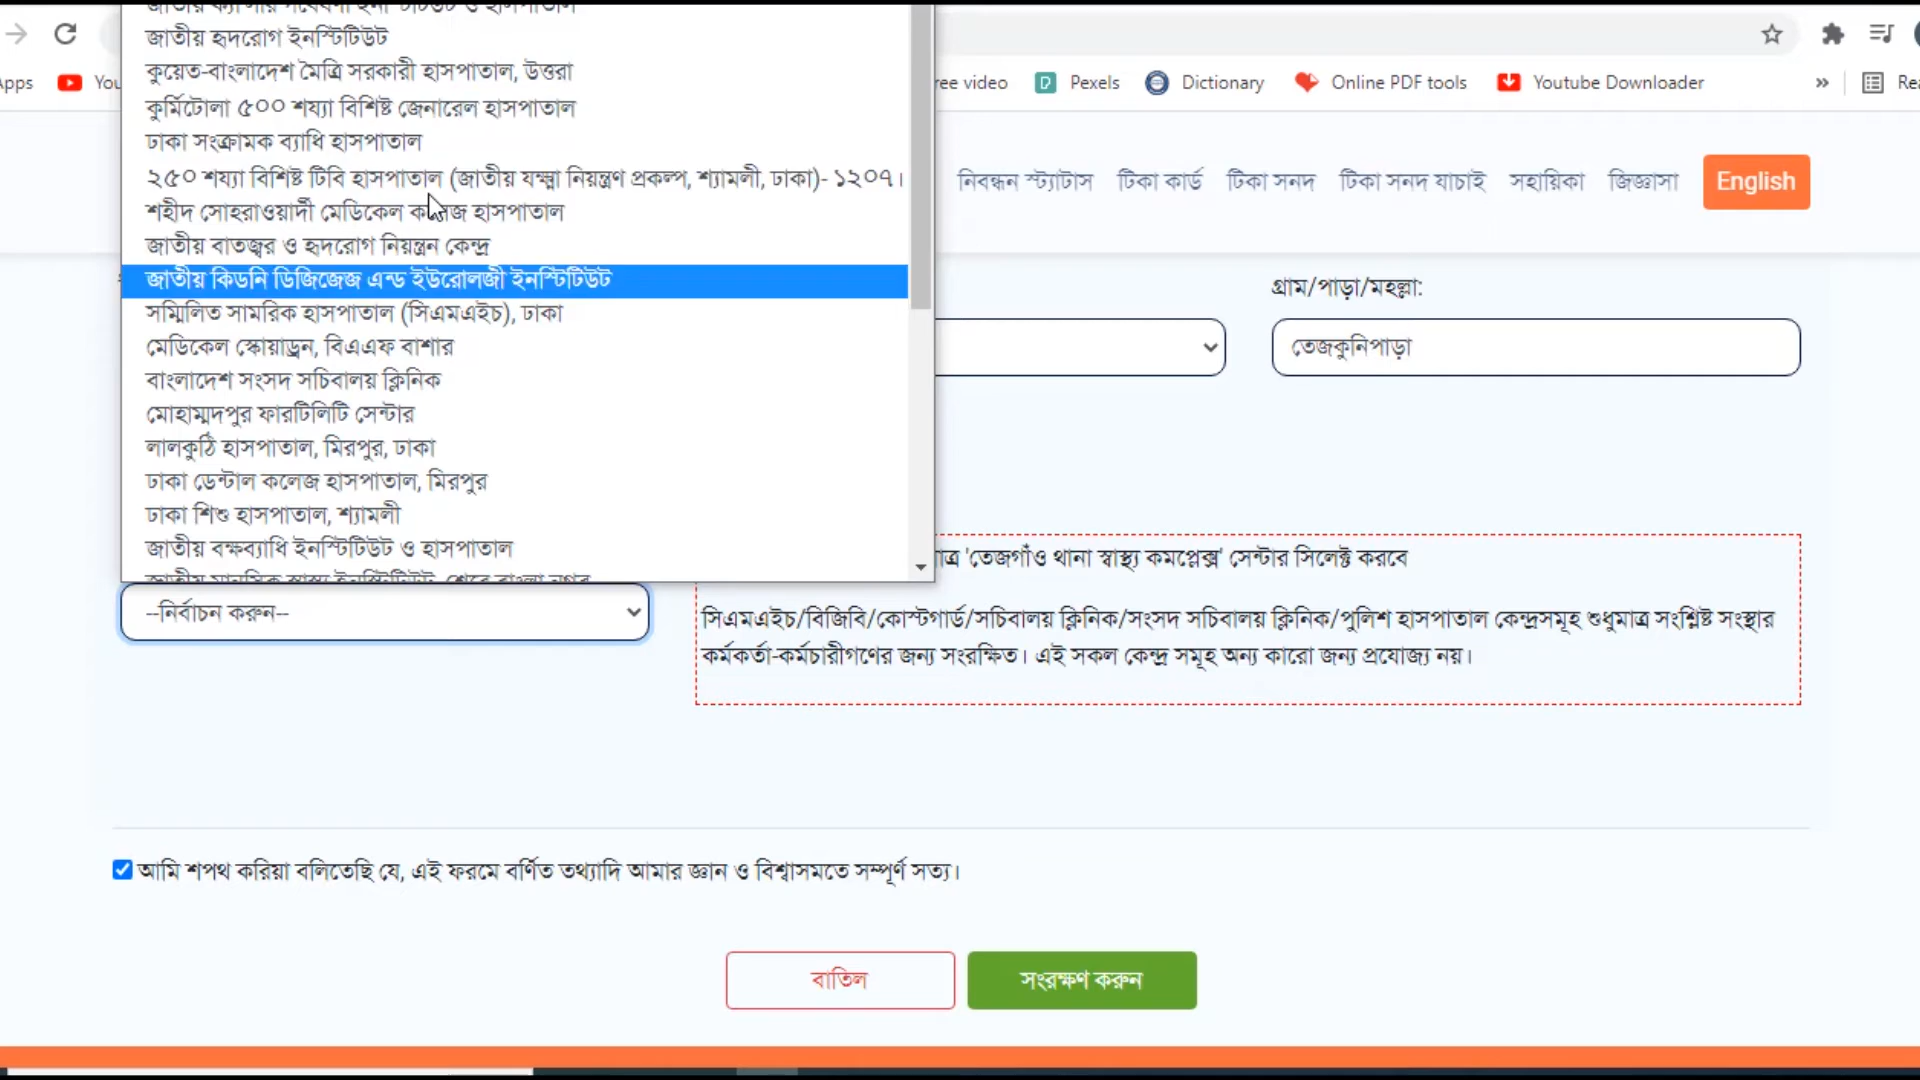 জাতীয় হৃদরোগ ইনস্টিটিউট
কুয়েত-বাংলাদেশ মৈত্রি সরকারী হাসপাতাল, উত্তরা
কুর্মিটোলা ৫০০ শয্যা বিশিষ্ট জেনারেল হাসপাতাল
ঢাকা সংক্রামক ব্যাধি হাসপাতাল
২৫০ শয্যা বিশিষ্ট টিবি হাসপাতাল (জাতীয় যক্ষ্মা নিয়ন্ত্রণ প্রকল্প, শ্যামলী, ঢাকা)- ১২০৭।
শহীদ সোহরাওয়ার্দী মেডিকেল কলেজ হাসপাতাল
জাতীয় বাতজ্বর ও হৃদরোগ নিয়ন্ত্রন কেন্দ্র
জাতীয় কিডনি ডিজিজেজ এন্ড ইউরোলজী ইনস্টিটিউট
সম্মিলিত সামরিক হাসপাতাল (সিএমএইচ), ঢাকা
মেডিকেল স্কোয়াড্রন, বিএএফ বাশার
বাংলাদেশ সংসদ সচিবালয় ক্লিনিক
মোহাম্মদপুর ফারটিলিটি সেন্টার
লালকুঠি হাসপাতাল, মিরপুর, ঢাকা
ঢাকা ডেন্টাল কলেজ হাসপাতাল, মিরপুর
ঢাকা শিশু হাসপাতাল, শ্যামলী
জাতীয় বক্ষব্যাধি ইনস্টিটিউট ও হাসপাতাল
--নির্বাচন করুন--
video Pexels Dictionary Online PDF tools Youtube Downloader »
নিবন্ধন স্ট্যাটাস টিকা কার্ড টিকা সনদ টিকা সনদ যাচাই সহায়িকা জিজ্ঞাসা English
গ্রাম/পাড়া/মহল্লা:
তেজকুনিপাড়া
'তেজগাঁও থানা স্বাস্থ্য কমপ্লেক্স' সেন্টার সিলেক্ট করবে
সিএমএইচ/বিজিবি/কোস্টগার্ড/সচিবালয় ক্লিনিক/সংসদ সচিবালয় ক্লিনিক/পুলিশ হাসপাতাল কেন্দ্রসমূহ শুধুমাত্র সংশ্লিষ্ট সংস্থার
কর্মকর্তা-কর্মচারীগণের জন্য সংরক্ষিত। এই সকল কেন্দ্র সমূহ অন্য কারো জন্য প্রযোজ্য নয়।
আমি শপথ করিয়া বলিতেছি যে, এই ফরমে বর্ণিত তথ্যাদি আমার জ্ঞান ও বিশ্বাসমতে সম্পূর্ণ সত্য।
বাতিল সংরক্ষণ করুন